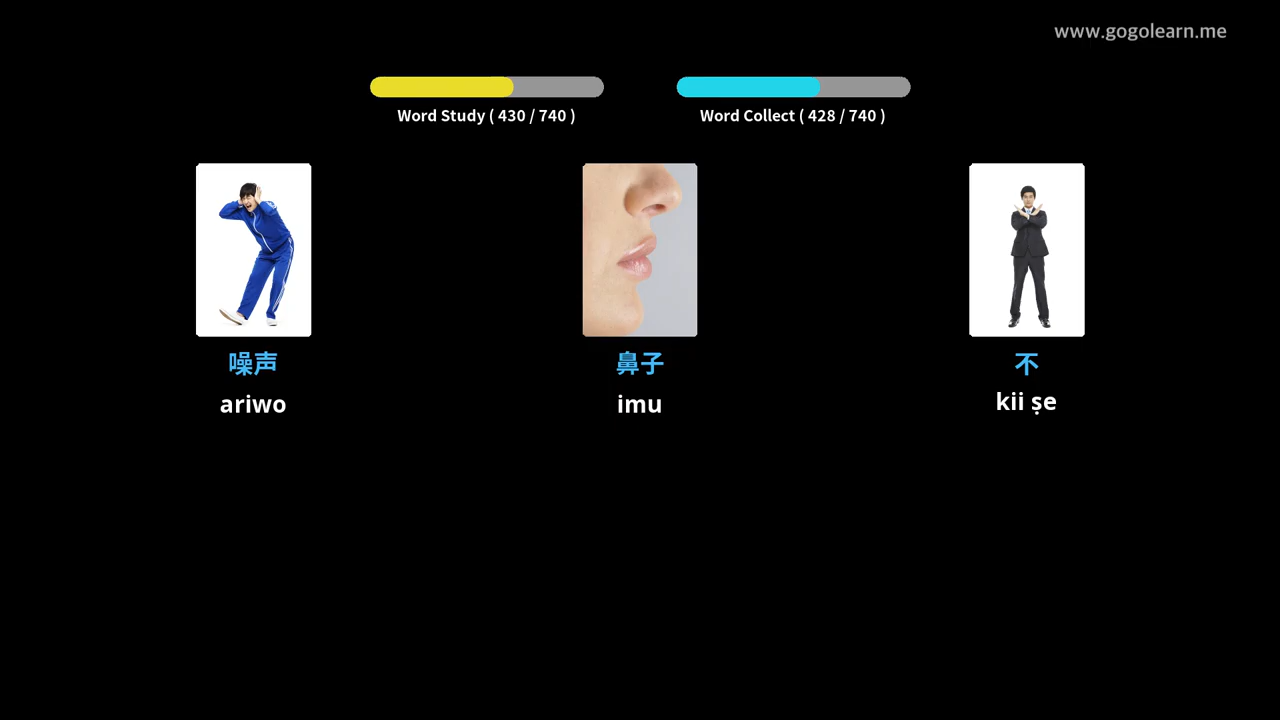 www.gogolearn.me
Word Study ( 430 / 740 )
Word Collect ( 428 / 740 )
噪声
鼻子
不
ariwo
imu
kii ṣe